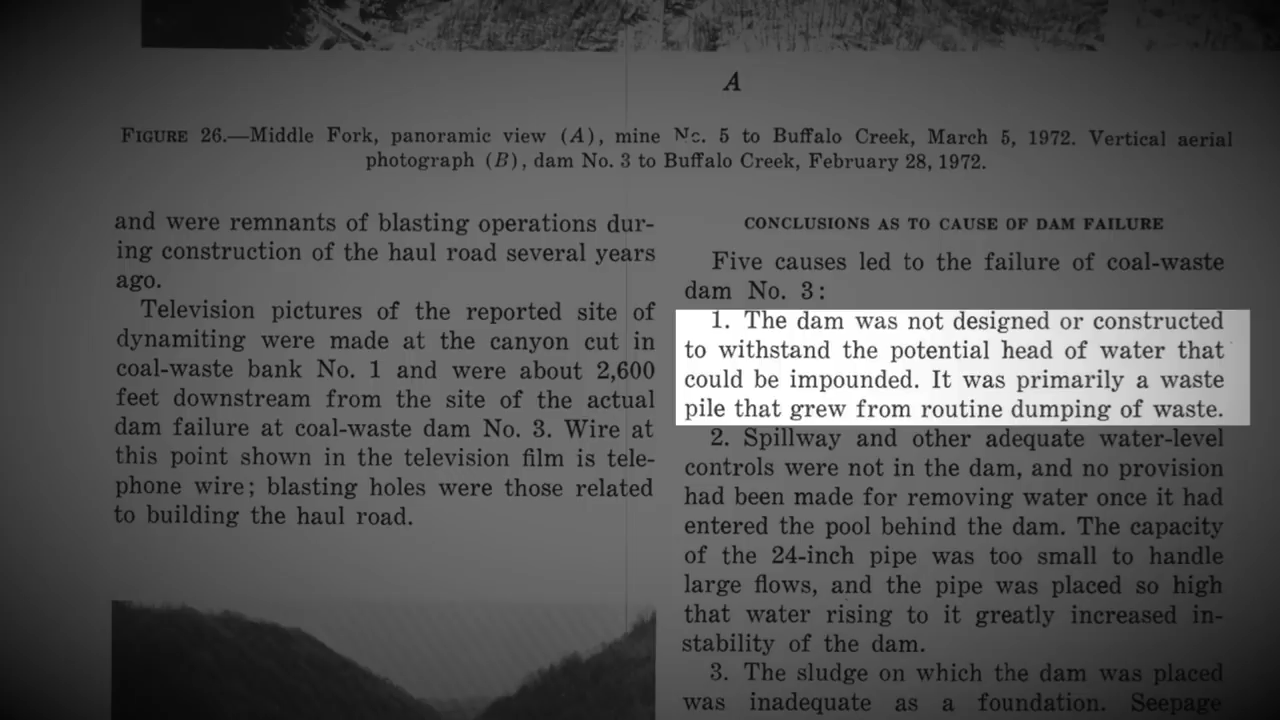 A
FIGURE 26.—Middle Fork, panoramic view (A), mine No. 5 to Buffalo Creek, March 5, 1972. Vertical aerial
photograph (B), dam No. 3 to Buffalo Creek, February 28, 1972.
and were remnants of blasting operations dur-
ing construction of the haul road several years
ago.
Television pictures of the reported site of
dynamiting were made at the canyon cut in
coal-waste bank No. 1 and were about 2,600
feet downstream from the site of the actual
dam failure at coal-waste dam No. 3. Wire at
this point shown in the television film is tele-
phone wire; blasting holes were those related
to building the haul road.
CONCLUSIONS AS TO CAUSE OF DAM FAILURE
Five causes led to the failure of coal-waste
dam No. 3:
1. The dam was not designed or constructed
to withstand the potential head of water that
could be impounded. It was primarily a waste
pile that grew from routine dumping of waste.
2. Spillway and other adequate water-level
controls were not in the dam, and no provision
had been made for removing water once it had
entered the pool behind the dam. The capacity
of the 24-inch pipe was too small to handle
large flows, and the pipe was placed so high
that water rising to it greatly increased in-
stability of the dam.
3. The sludge on which the dam was placed
was inadequate as a foundation. Seepage